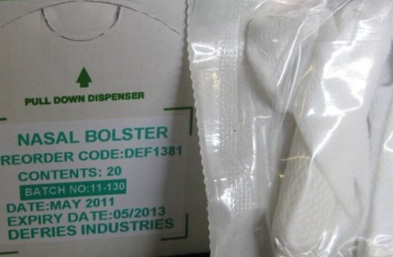 PULL DOWN DISPENSER
NASAL BOLSTER
REORDER CODE:DEF1381
CONTENTS: 20
BATCH NO:11-130
DATE:MAY 2011
EXPIRY DATE:05/2013
DEFRIES INDUSTRIES